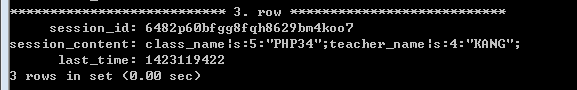 *************************** 3. row ***************************
     session_id: 6482p60bfgg8fqh8629bm4koo7
session_content: class_name|s:5:"PHP34";teacher_name|s:4:"KANG";
      last_time: 1423119422
3 rows in set (0.00 sec)